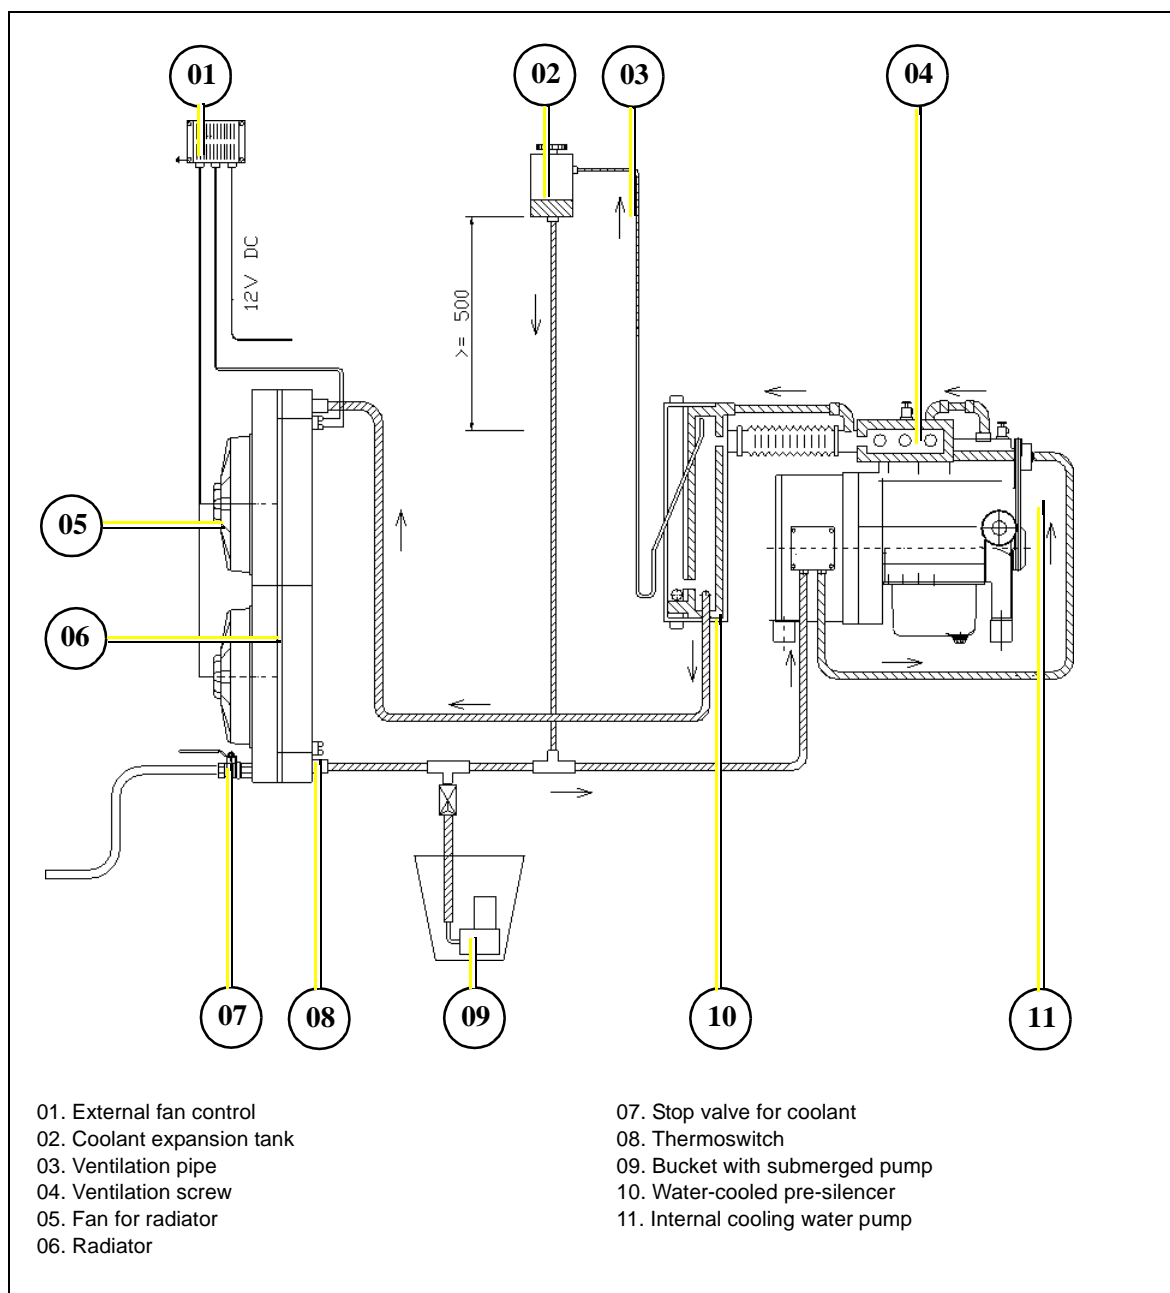 01
02
03
04
12V DC
>= 500
05
06
07
08
09
10
11
01. External fan control
02. Coolant expansion tank
03. Ventilation pipe
04. Ventilation screw
05. Fan for radiator
06. Radiator
07. Stop valve for coolant
08. Thermoswitch
09. Bucket with submerged pump
10. Water-cooled pre-silencer
11. Internal cooling water pump